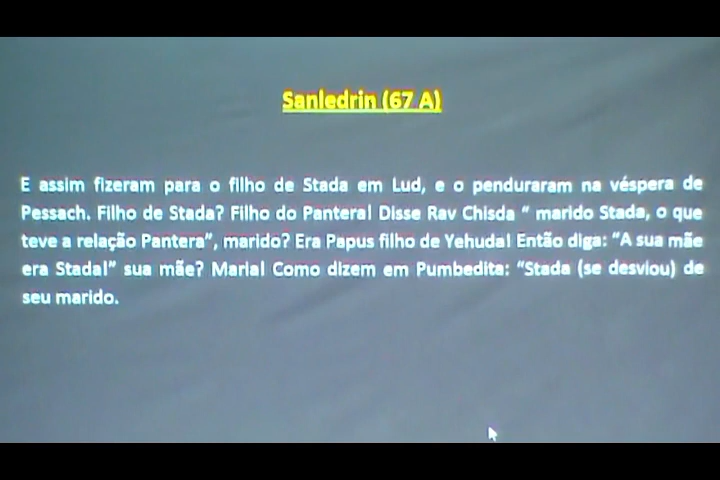 Sanledrin (67 A)
E assim fizeram para o filho de Stada em Lud, e o penduraram na véspera de
Pessach. Filho de Stada? Filho do Pantera! Disse Rav Chisda “ marido Stada, o que
teve a relação Pantera”, marido? Era Papus filho de Yehuda! Então diga: “A sua mãe
era Stada!” sua mãe? Maria! Como dizem em Pumbedita: “Stada (se desviou) de
seu marido.